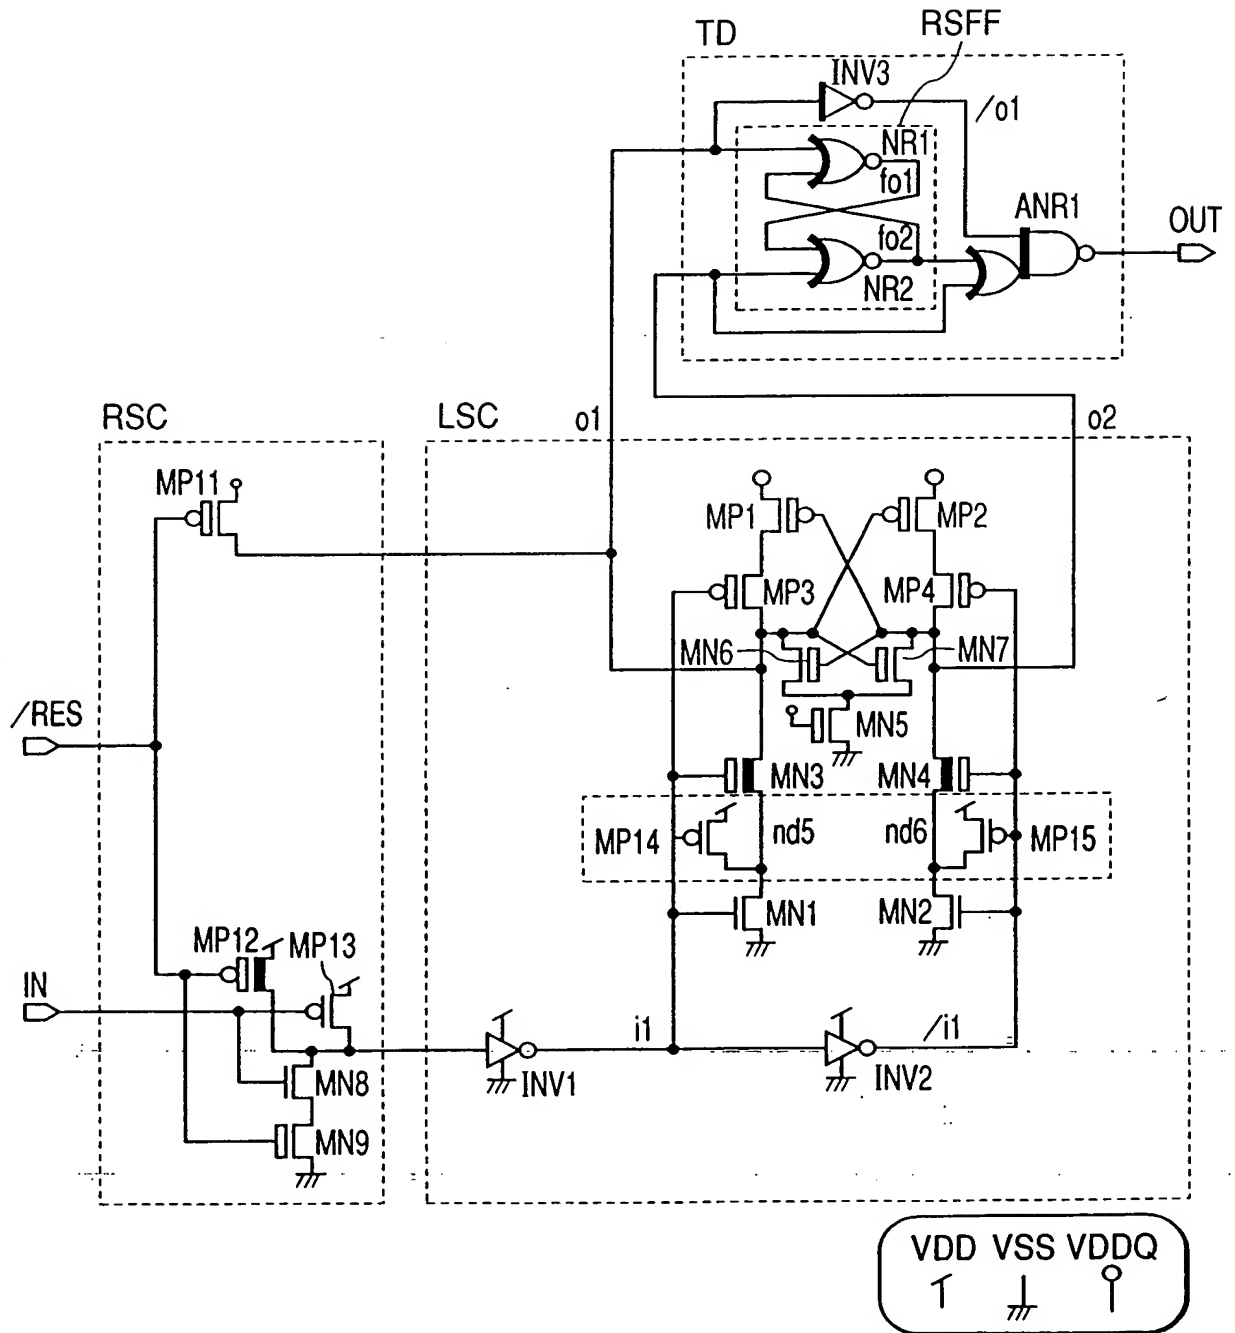 RSFF
TD
INV3
/o1
NR1
fo1
ANR1
OUT
fo2
NR2
RSC
LSC
o1
o2
MP11
MP1
MP2
MP3
MP4
MN6
MN7
/RES
MN5
MN3
MN4
MP14
nd5
nd6
MP15
MN1
MN2
MP12
MP13
IN
i1
/i1
MN8
INV1
INV2
MN9
VDD VSS VDDQ